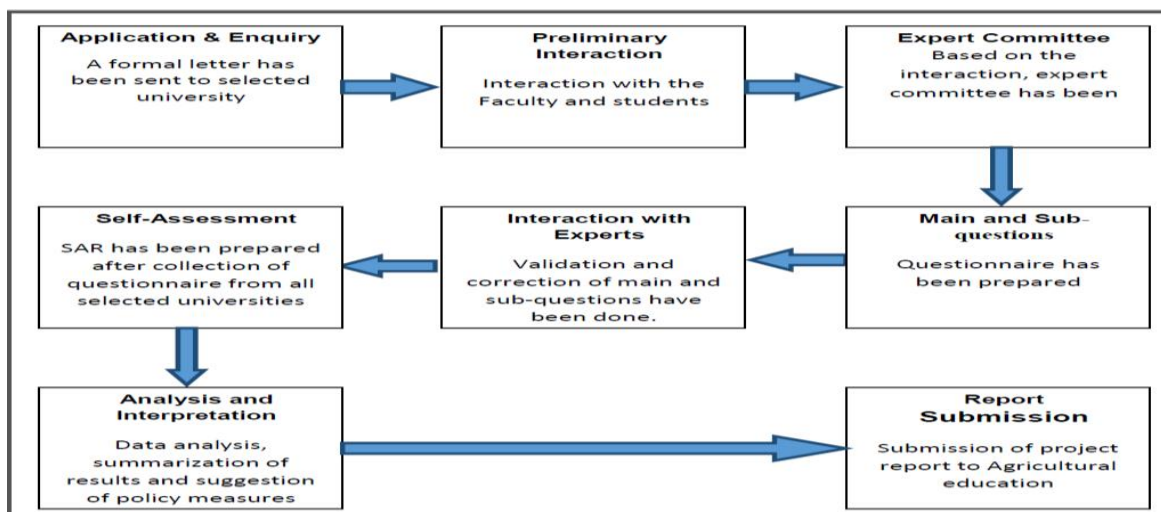 Application & Enquiry
A formal letter has
been sent to selected
university
Preliminary
Interaction
Interaction with the
Faculty and students
Expert Committee
Based on the
interaction, expert
committee has been
Main and Sub-
questions
Questionnaire has
been prepared
Interaction with
Experts
Validation and
correction of main and
sub-questions have
been done.
Self-Assessment
SAR has been prepared
after collection of
questionnaire from all
selected universities
Analysis and
Interpretation
Data analysis,
summarization of
results and suggestion
of policy measures
Report
Submission
Submission of project
report to Agricultural
education